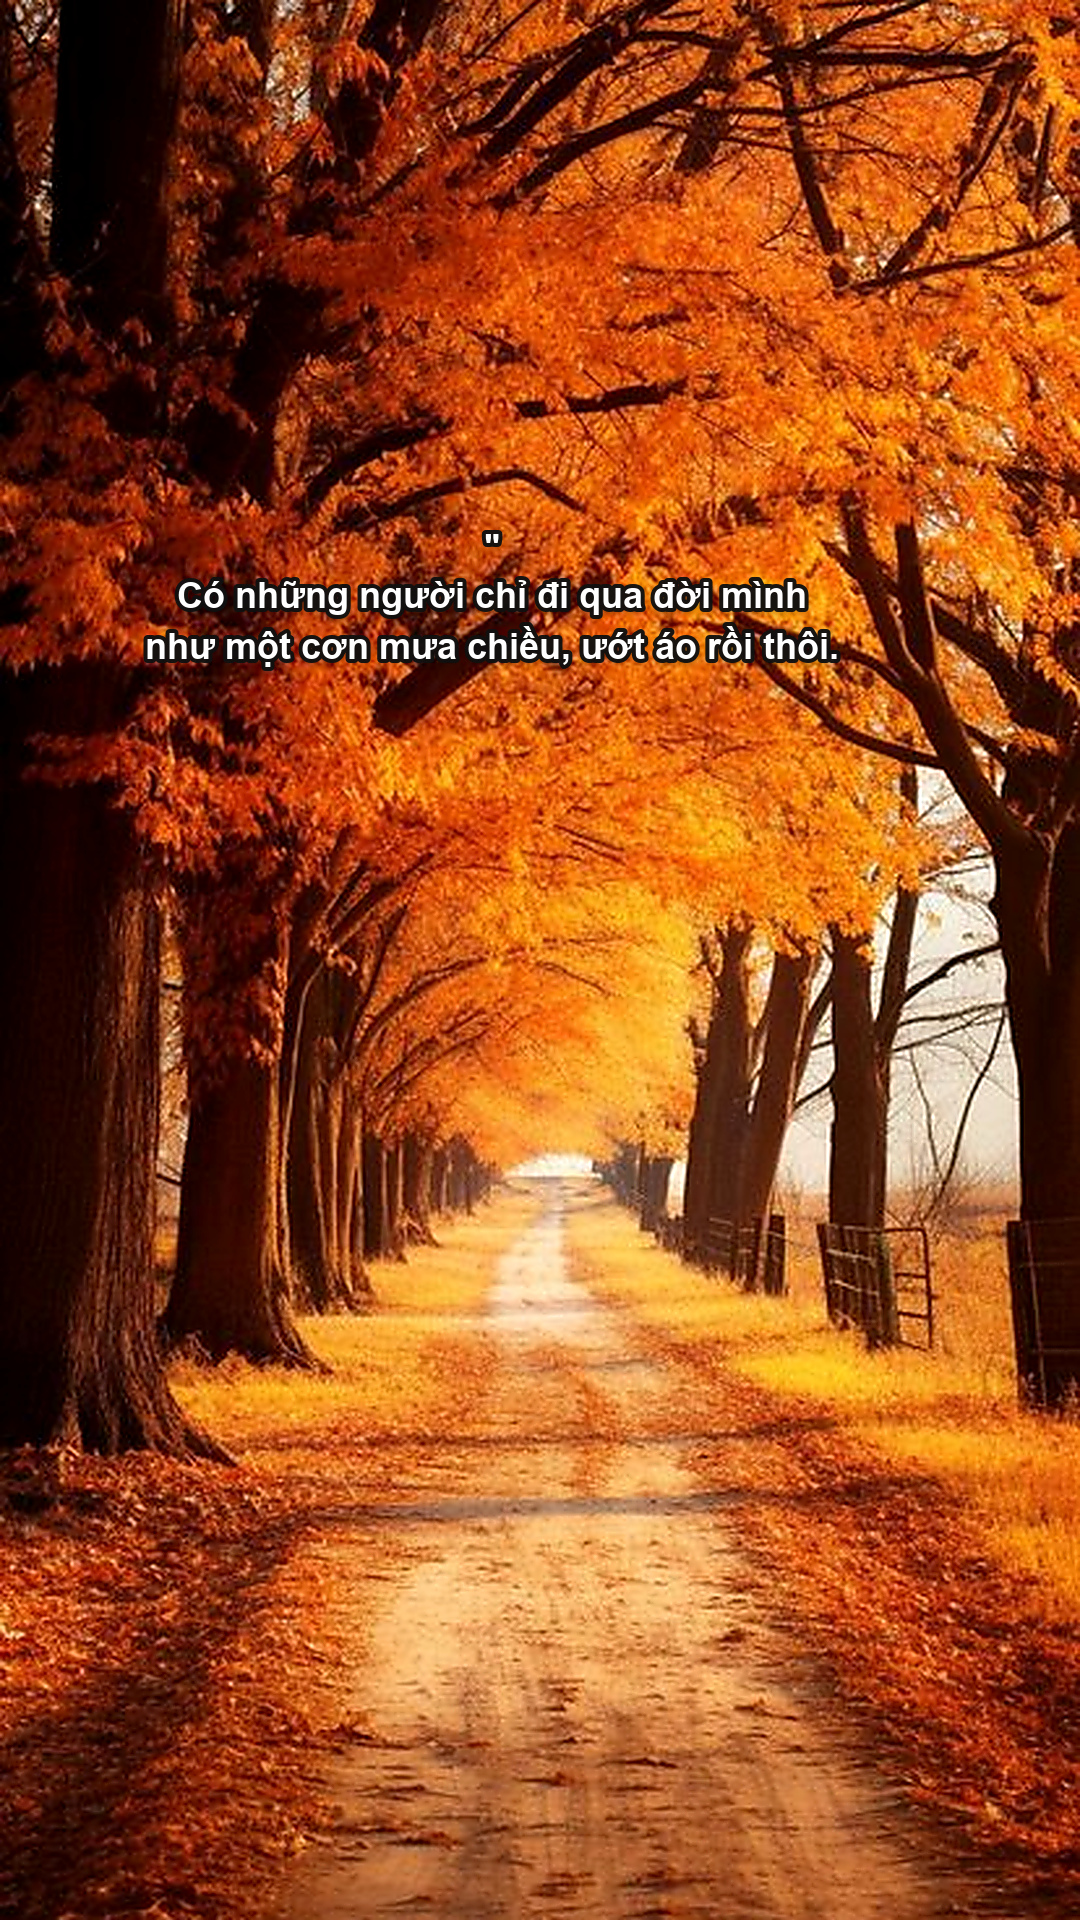 "
Có những người chỉ đi qua đời mình
như một cơn mưa chiều, ướt áo rồi thôi.